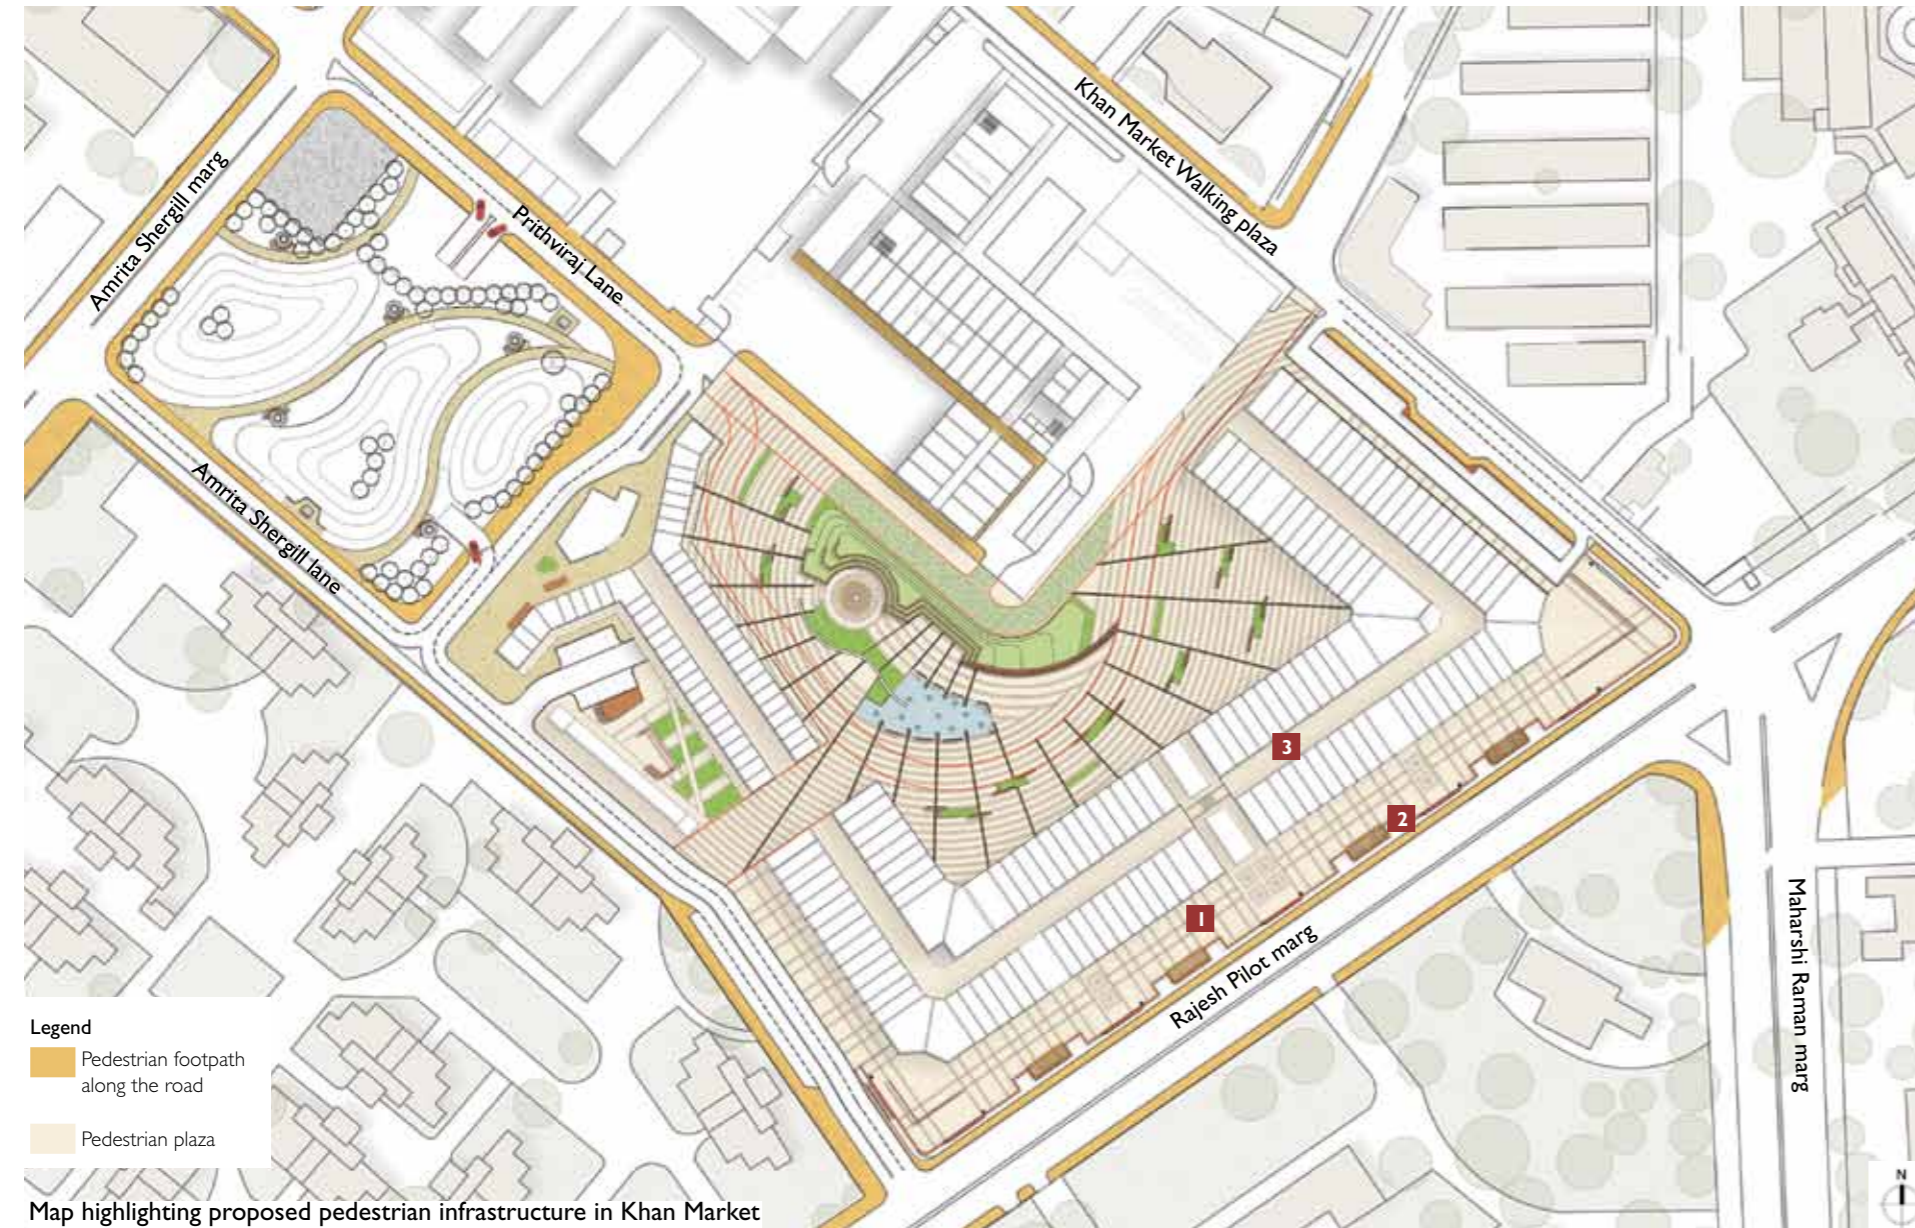 Khan Market Walking plaza
Amrita Shergill marg
Prithviraj Lane
Amrita Shergill lane
3
2
1
Rajesh Pilot marg
Maharshi Raman marg
Legend
Pedestrian footpath
along the road
Pedestrian plaza
N
Map highlighting proposed pedestrian infrastructure in Khan Market